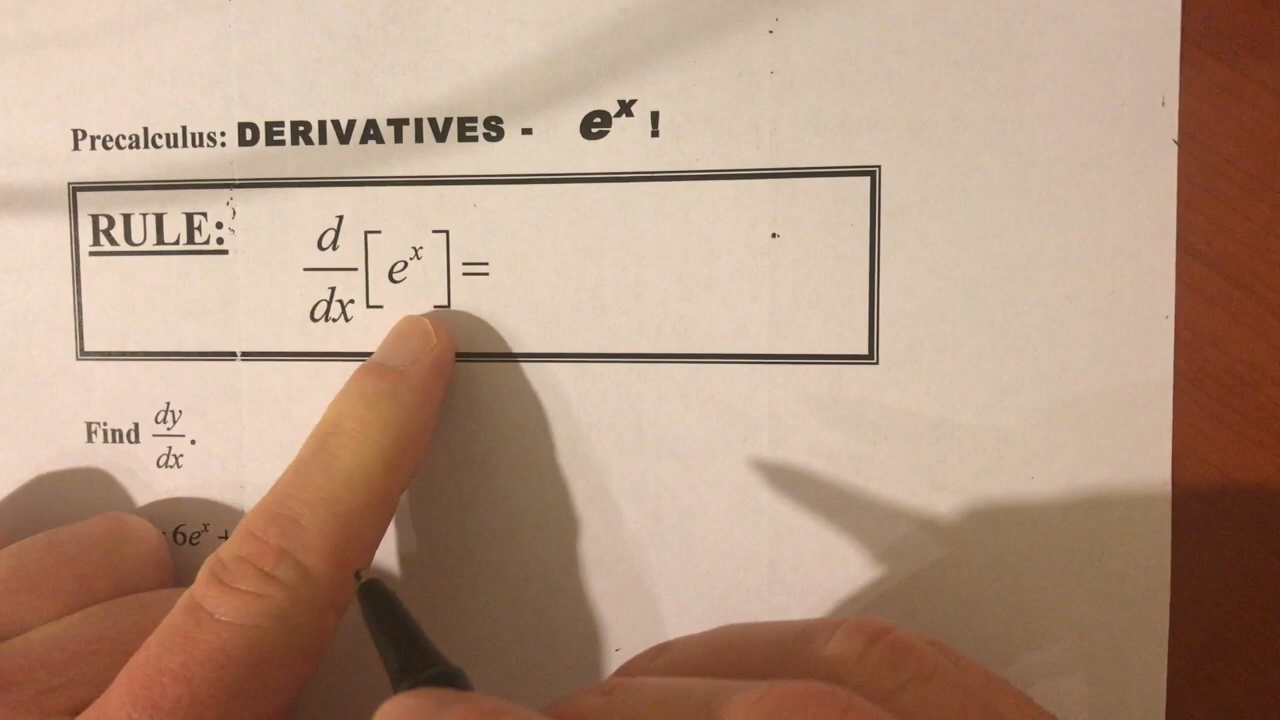 Precalculus: DERIVATIVES - eˣ !
RULE: d/dx [eˣ] =
Find dy/dx.
6eˣ +